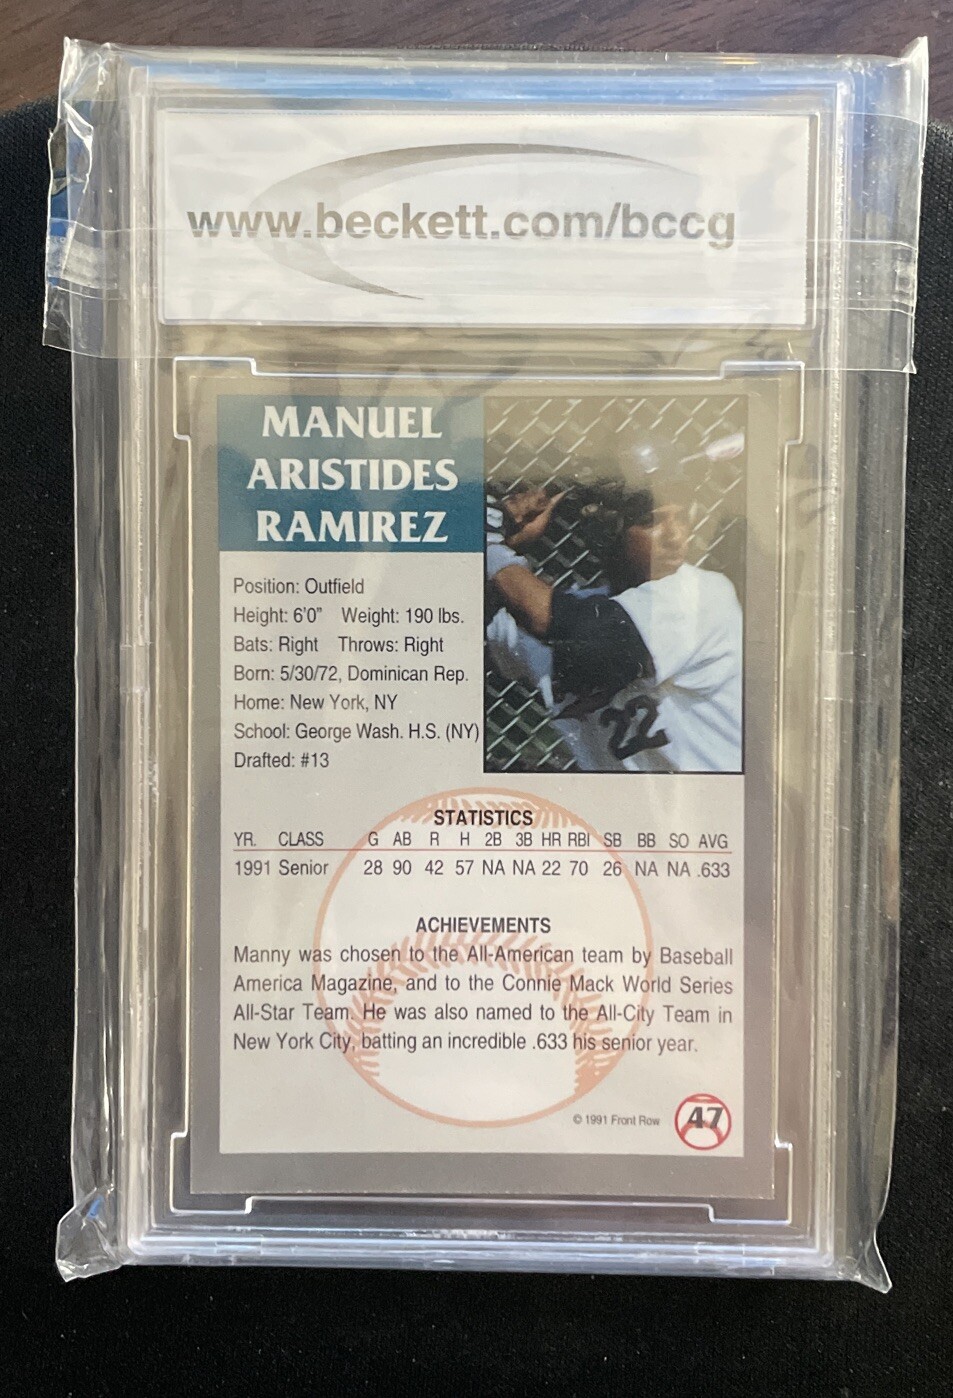 www.beckett.com/bccg
MANUEL
ARISTIDES
RAMIREZ
Position: Outfield
Height: 6'0" Weight: 190 lbs.
Bats: Right Throws: Right
Born: 5/30/72, Dominican Rep.
Home: New York, NY
School: George Wash. H.S. (NY)
Drafted: #13
22
STATISTICS
YR. CLASS G AB R H 2B 3B HR RBI SB BB SO AVG
1991 Senior 28 90 42 57 NA NA 22 70 26 NA NA .633
ACHIEVEMENTS
Manny was chosen to the All-American team by Baseball
America Magazine, and to the Connie Mack World Series
All-Star Team. He was also named to the All-City Team in
New York City, batting an incredible .633 his senior year.
© 1991 Front Row
47